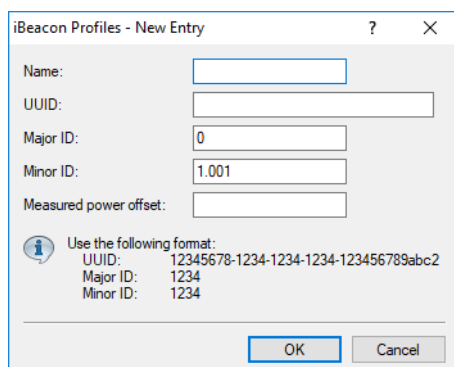 iBeacon Profiles - New Entry ?
Name:
UUID:
Major ID: 0
Minor ID: 1.001
Measured power offset:
Use the following format:
UUID: 12345678-1234-1234-1234-123456789abc2
Major ID: 1234
Minor ID: 1234
OK Cancel